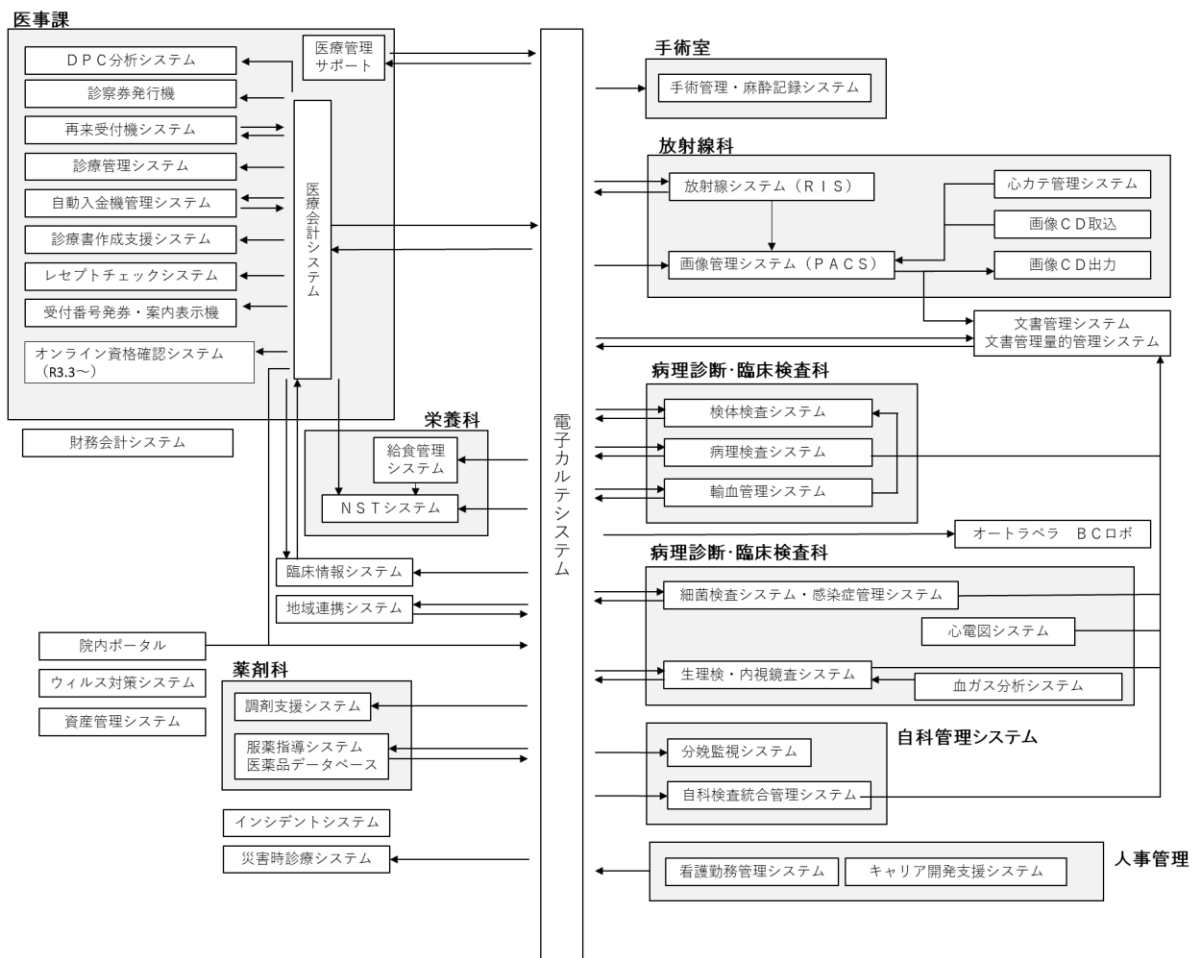 医事課
DPC分析システム
診察券発行機
再来受付機システム
診療管理システム
自動入金機管理システム
診療書作成支援システム
レセプトチェックシステム
受付番号発券・案内表示機
オンライン資格確認システム
（R3.3～）
医療管理
サポート
医療会計システム
財務会計システム
栄養科
給食管理
システム
NSTシステム
臨床情報システム
地域連携システム
院内ポータル
ウィルス対策システム
資産管理システム
薬剤科
調剤支援システム
服薬指導システム
医薬品データベース
インシデントシステム
災害時診療システム
電子カルテシステム
手術室
手術管理・麻酔記録システム
放射線科
放射線システム（RIS）
心カテ管理システム
画像CD取込
画像管理システム（PACS）
画像CD出力
文書管理システム
文書管理量的管理システム
病理診断・臨床検査科
検体検査システム
病理検査システム
輸血管理システム
オートラベラ　BCロボ
病理診断・臨床検査科
細菌検査システム・感染症管理システム
心電図システム
生理検・内視鏡査システム
血ガス分析システム
自科管理システム
分娩監視システム
自科検査統合管理システム
人事管理
看護勤務管理システム
キャリア開発支援システム